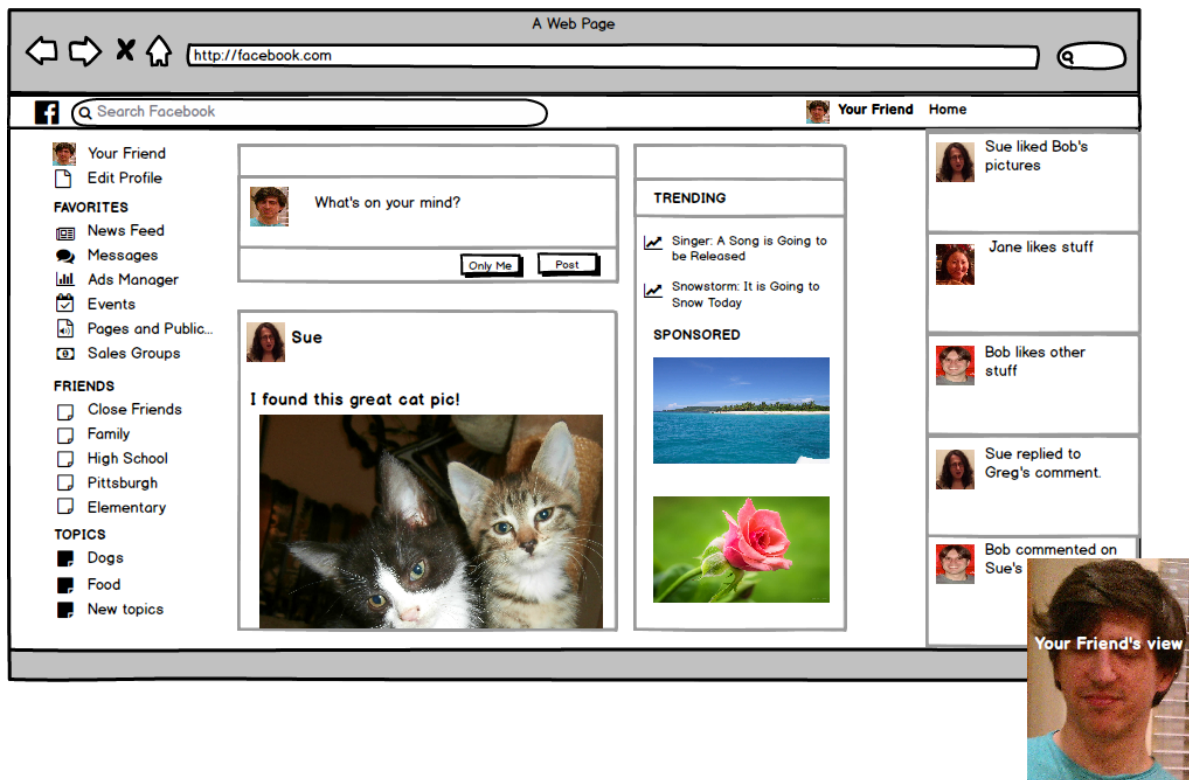 A Web Page
http://facebook.com
Search Facebook
Your Friend
Home
Your Friend
Edit Profile
FAVORITES
News Feed
Messages
Ads Manager
Events
Pages and Public...
Sales Groups
FRIENDS
Close Friends
Family
High School
Pittsburgh
Elementary
TOPICS
Dogs
Food
New topics
What's on your mind?
Only Me
Post
Sue
I found this great cat pic!
TRENDING
Singer: A Song is Going to
be Released
Snowstorm: It is Going to
Snow Today
SPONSORED
Sue liked Bob's
pictures
Jane likes stuff
Bob likes other
stuff
Sue replied to
Greg's comment.
Bob commented on
Sue's
Your Friend's view